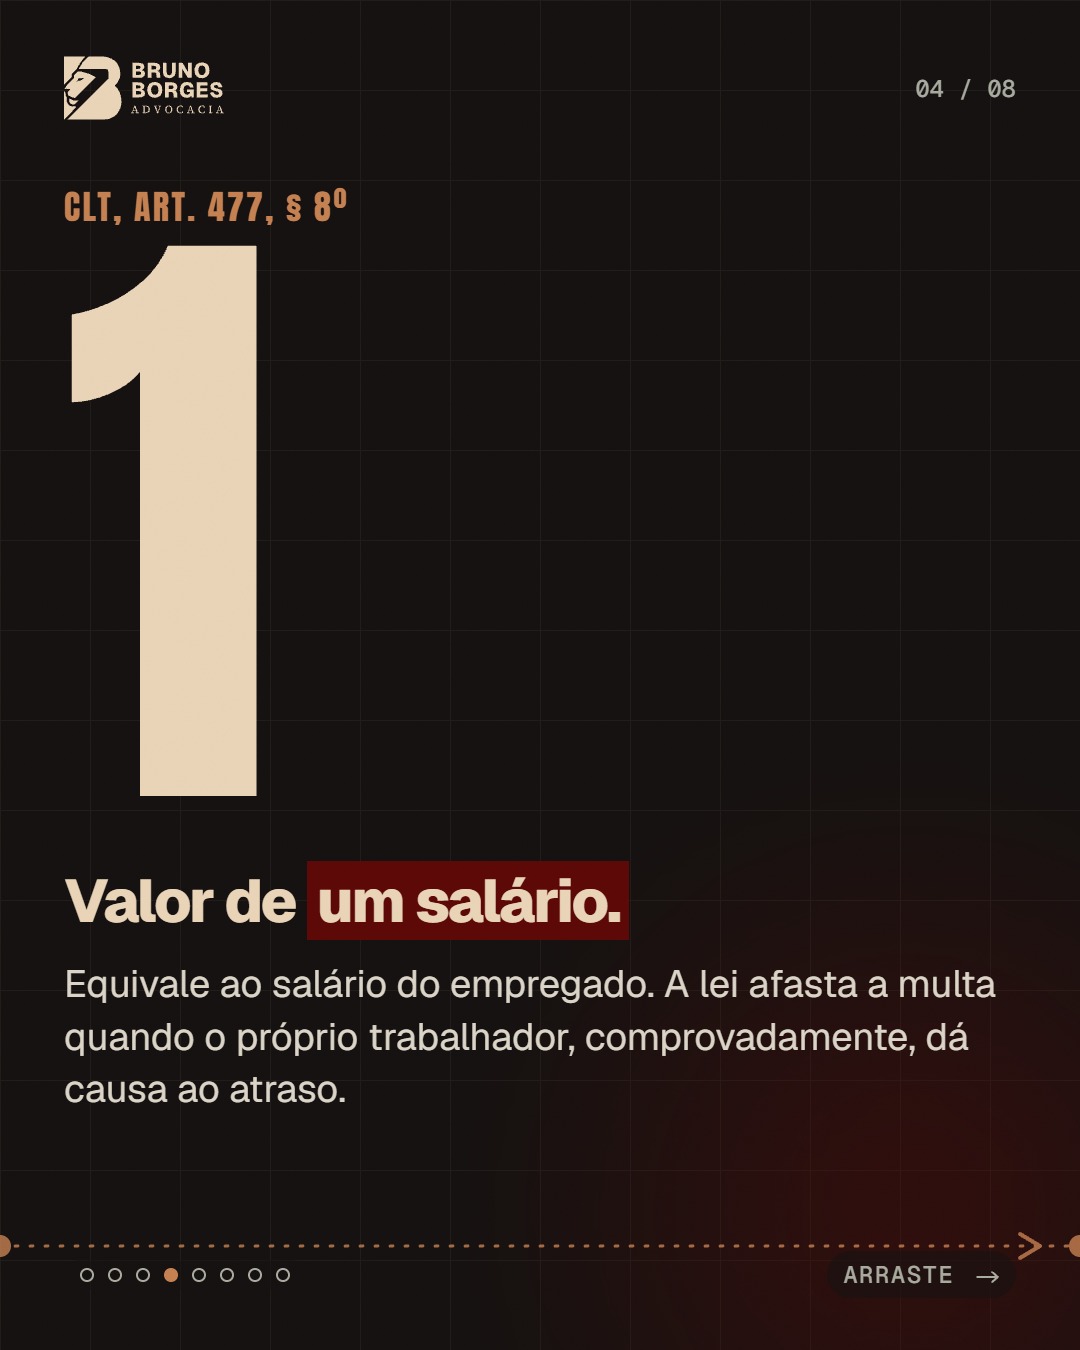 BRUNO
BORGES
ADVOCACIA
04 / 08
CLT, ART. 477, § 8º
1
Valor de um salário.
Equivale ao salário do empregado. A lei afasta a multa
quando o próprio trabalhador, comprovadamente, dá
causa ao atraso.
ARRASTE →